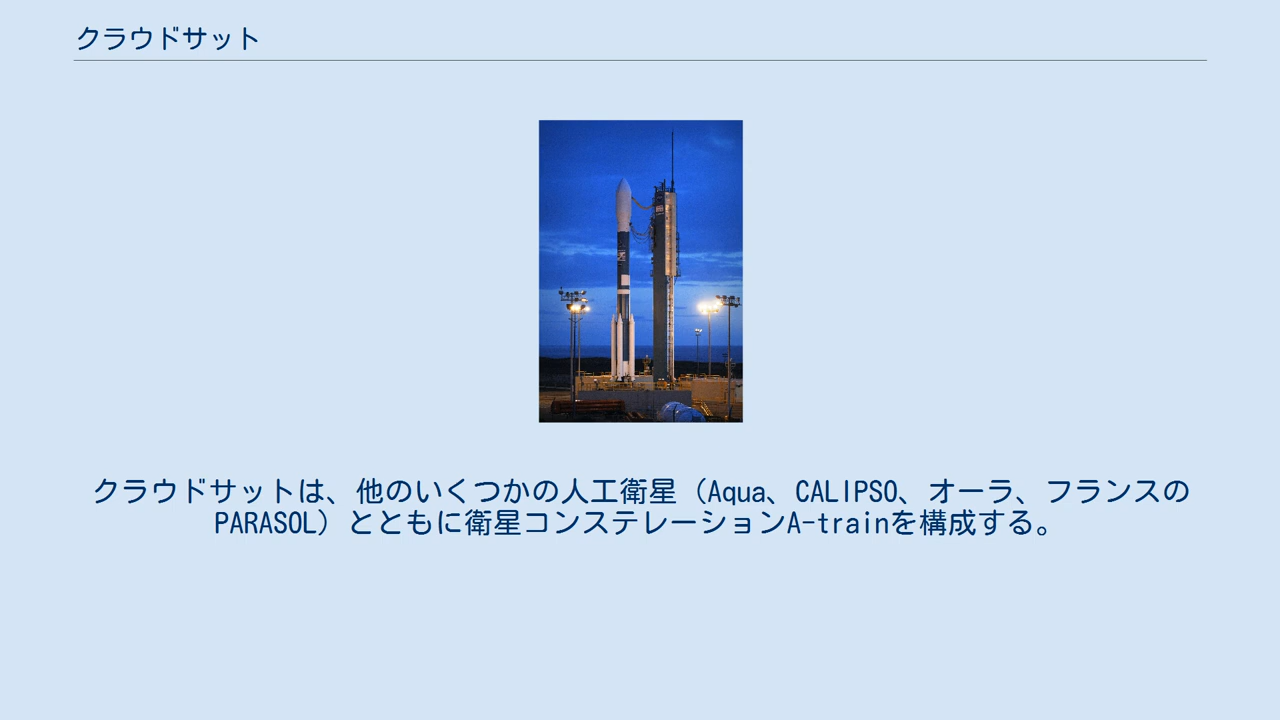 クラウドサット
クラウドサットは、他のいくつかの人工衛星（Aqua、CALIPSO、オーラ、フランスの
PARASOL）とともに衛星コンステレーションA-trainを構成する。